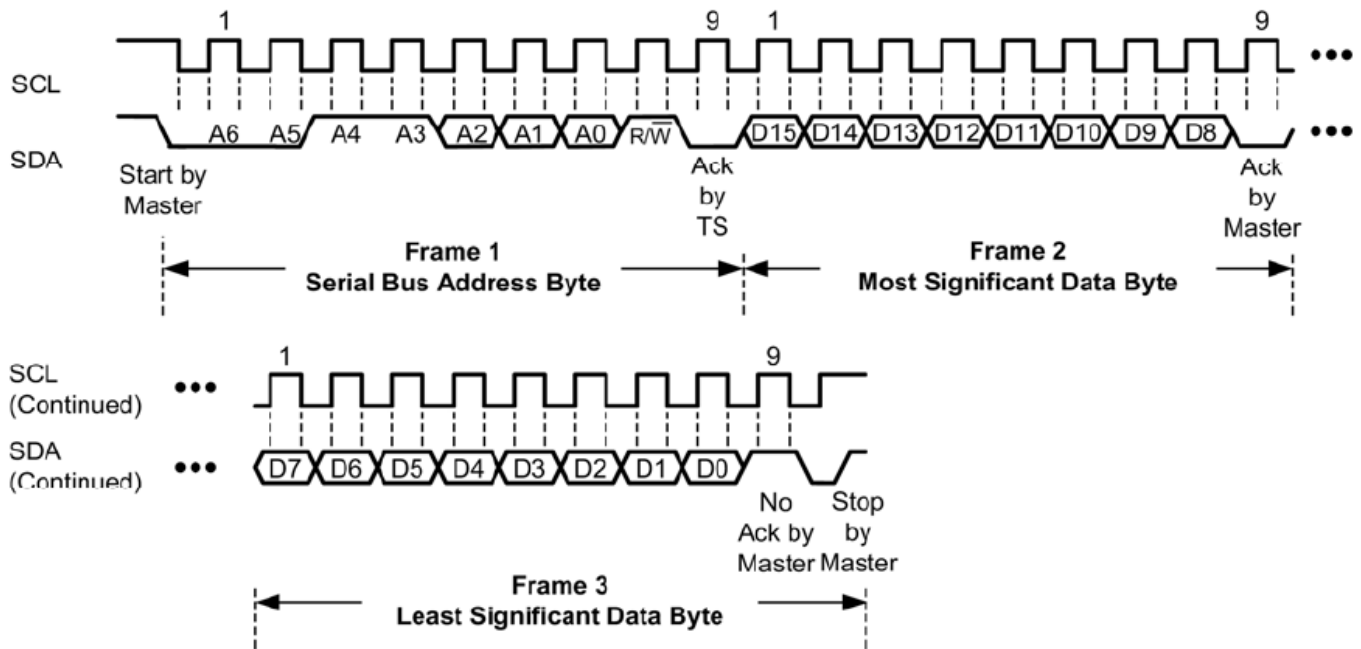 1 9 1 9
SCL
A6 A5 A4 A3 A2 A1 A0 R/W̅ D15 D14 D13 D12 D11 D10 D9 D8
SDA
Start by
Master
Ack
by
TS
Ack
by
Master
Frame 1
Serial Bus Address Byte
Frame 2
Most Significant Data Byte
1 9
SCL
(Continued)
SDA
(Continued)
D7 D6 D5 D4 D3 D2 D1 D0
No
Ack by
Master
Stop
by
Master
Frame 3
Least Significant Data Byte